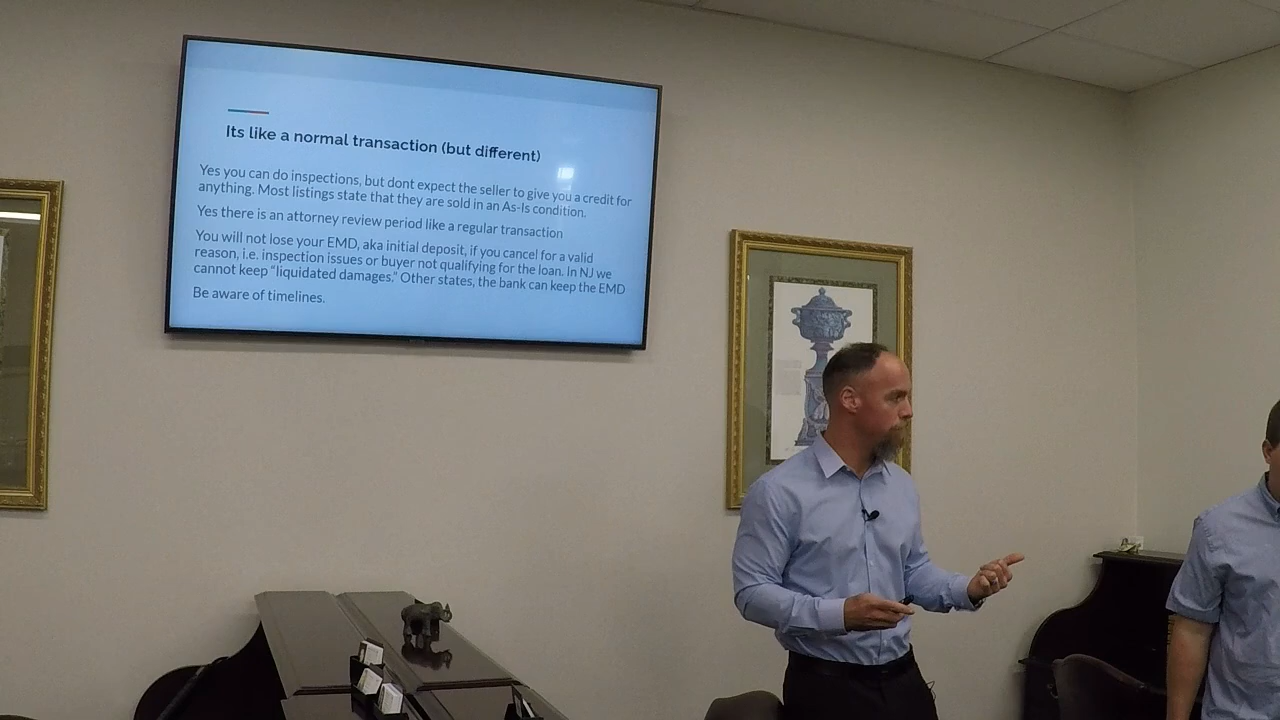 Its like a normal transaction (but different)
Yes you can do inspections, but dont expect the seller to give you a credit for
anything. Most listings state that they are sold in an As-Is condition.
Yes there is an attorney review period like a regular transaction
You will not lose your EMD, aka initial deposit, if you cancel for a valid
reason, i.e. inspection issues or buyer not qualifying for the loan. In NJ we
cannot keep “liquidated damages.” Other states, the bank can keep the EMD
Be aware of timelines.